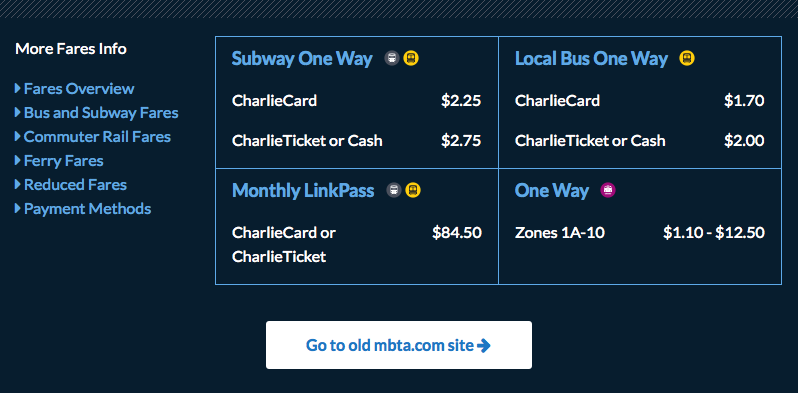 More Fares Info
Fares Overview
Bus and Subway Fares
Commuter Rail Fares
Ferry Fares
Reduced Fares
Payment Methods
Subway One Way
CharlieCard $2.25
CharlieTicket or Cash $2.75
Local Bus One Way
CharlieCard $1.70
CharlieTicket or Cash $2.00
Monthly LinkPass
CharlieCard or $84.50
CharlieTicket
One Way
Zones 1A-10 $1.10 - $12.50
Go to old mbta.com site